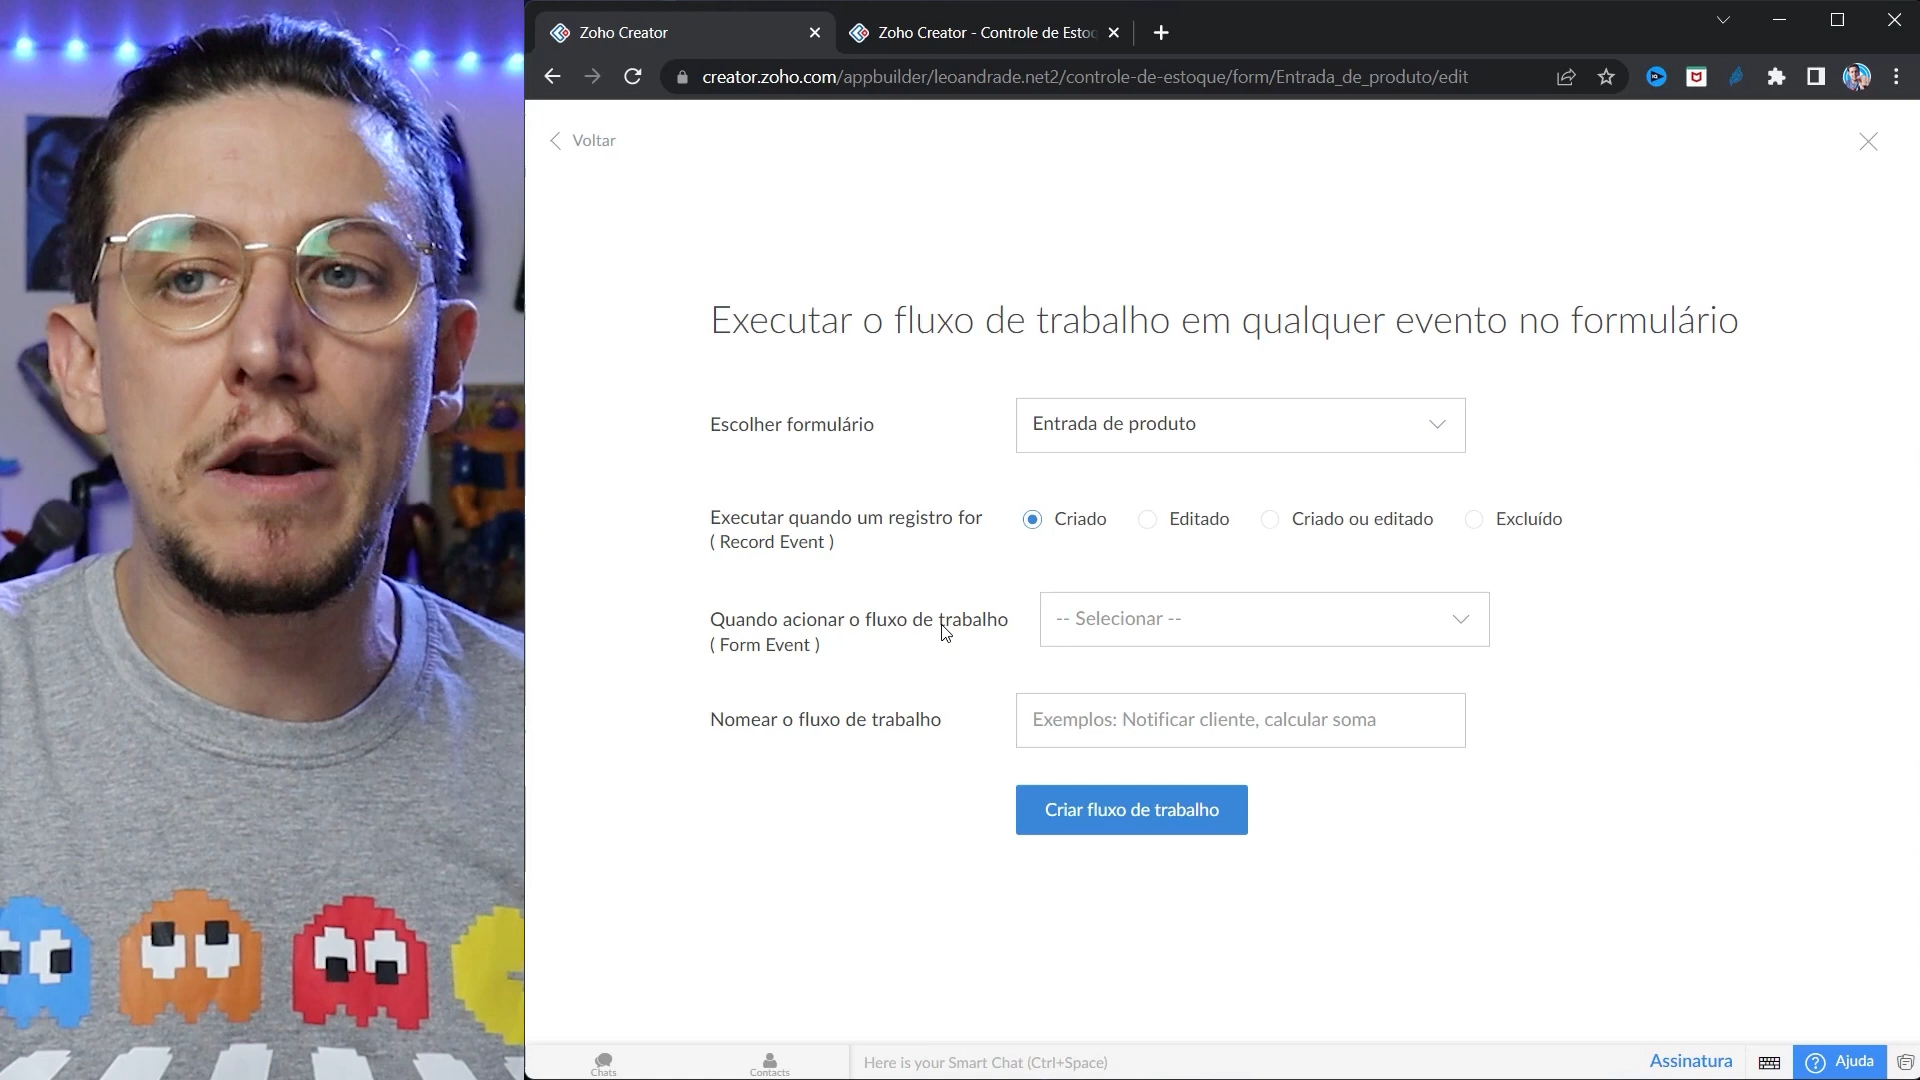 Zoho Creator
Zoho Creator - Controle de Estoq
creator.zoho.com/appbuilder/leoandrade.net2/controle-de-estoque/form/Entrada_de_produto/edit
Voltar
Executar o fluxo de trabalho em qualquer evento no formulário
Escolher formulário
Entrada de produto
Executar quando um registro for
( Record Event )
Criado
Editado
Criado ou editado
Excluído
Quando acionar o fluxo de trabalho
( Form Event )
-- Selecionar --
Nomear o fluxo de trabalho
Exemplos: Notificar cliente, calcular soma
Criar fluxo de trabalho
Chats
Contacts
Here is your Smart Chat (Ctrl+Space)
Assinatura
Ajuda